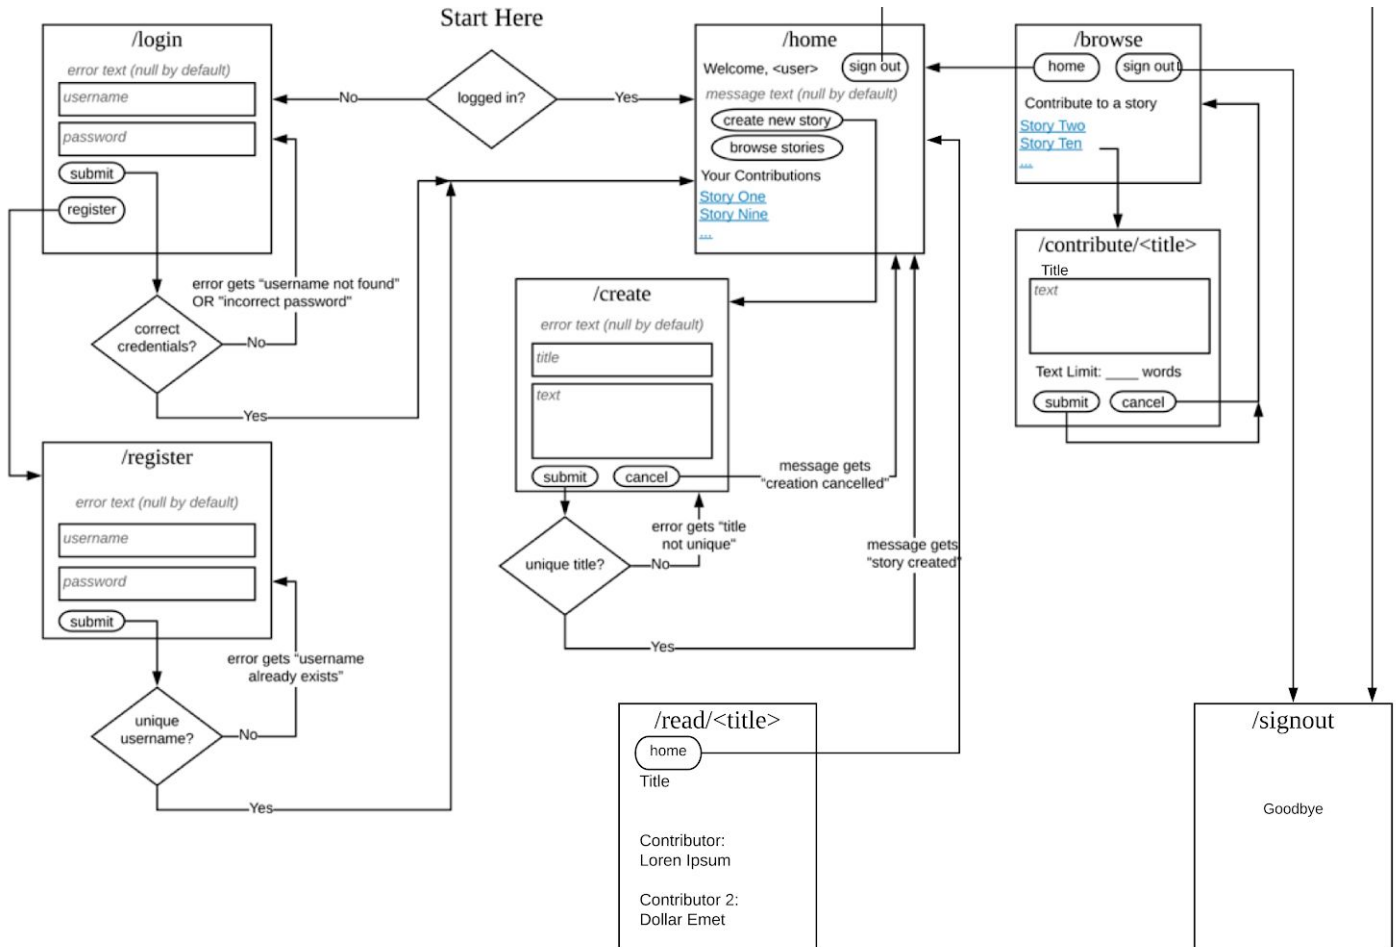 Start Here
/login
error text (null by default)
username
password
submit
register
logged in?
No
Yes
error gets “username not found”
OR "incorrect password"
correct
credentials?
No
Yes
/register
error text (null by default)
username
password
submit
error gets “username
already exists”
unique
username?
No
Yes
/home
Welcome, <user>
sign out
message text (null by default)
create new story
browse stories
Your Contributions
Story One
Story Nine
...
/create
error text (null by default)
title
text
submit
cancel
message gets
“creation cancelled”
error gets “title
not unique”
unique title?
No
Yes
message gets
“story created”
/browse
home
sign out
Contribute to a story
Story Two
Story Ten
...
/contribute/<title>
Title
text
Text Limit: ____ words
submit
cancel
/read/<title>
home
Title
Contributor:
Loren Ipsum
Contributor 2:
Dollar Emet
/signout
Goodbye